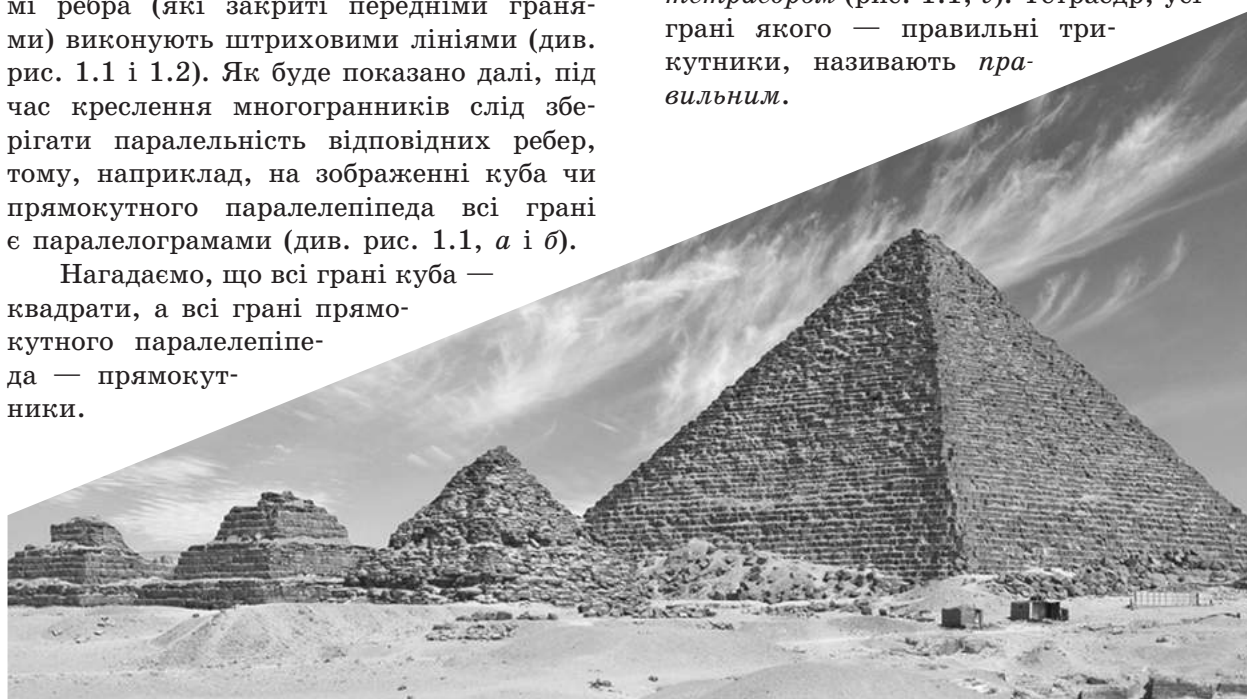 мі ребра (які закриті передніми граня-
ми) виконують штриховими лініями (див.
рис. 1.1 і 1.2). Як буде показано далі, під
час креслення многогранників слід збе-
рігати паралельність відповідних ребер,
тому, наприклад, на зображенні куба чи
прямокутного паралелепіпеда всі грані
є паралелограмами (див. рис. 1.1, а і б).
Нагадаємо, що всі грані куба —
квадрати, а всі грані прямо-
кутного паралелепіпе-
да — прямокут-
ники.
грані якого — правильні три-
кутники, називають пра-
вильним.